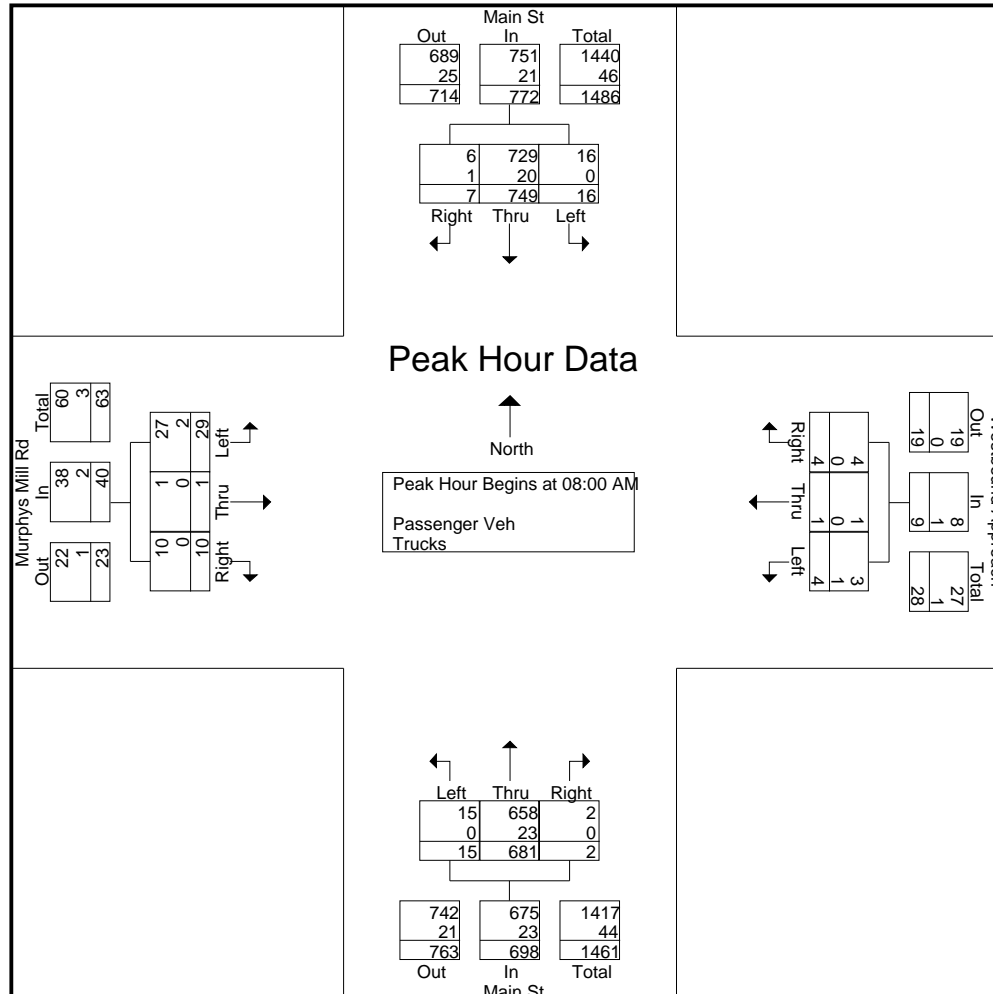 Main St
Out In Total
689 751 1440
25 21 46
714 772 1486
6 729 16
1 20 0
7 749 16
Right Thru Left
Peak Hour Data
North
Peak Hour Begins at 08:00 AM
Passenger Veh
Trucks
Murphys Mill Rd
Total
60 3 63
In
38 2 40
Out
22 1 23
Left
27 2 29
Thru
1 0 1
Right
10 0 10
Right
4 0 4
Thru
1 0 1
Left
3 1 4
Out
19 0 19
In
8 1 9
Total
27 1 28
Left Thru Right
15 658 2
0 23 0
15 681 2
742 675 1417
21 23 44
763 698 1461
Out In Total
Main St